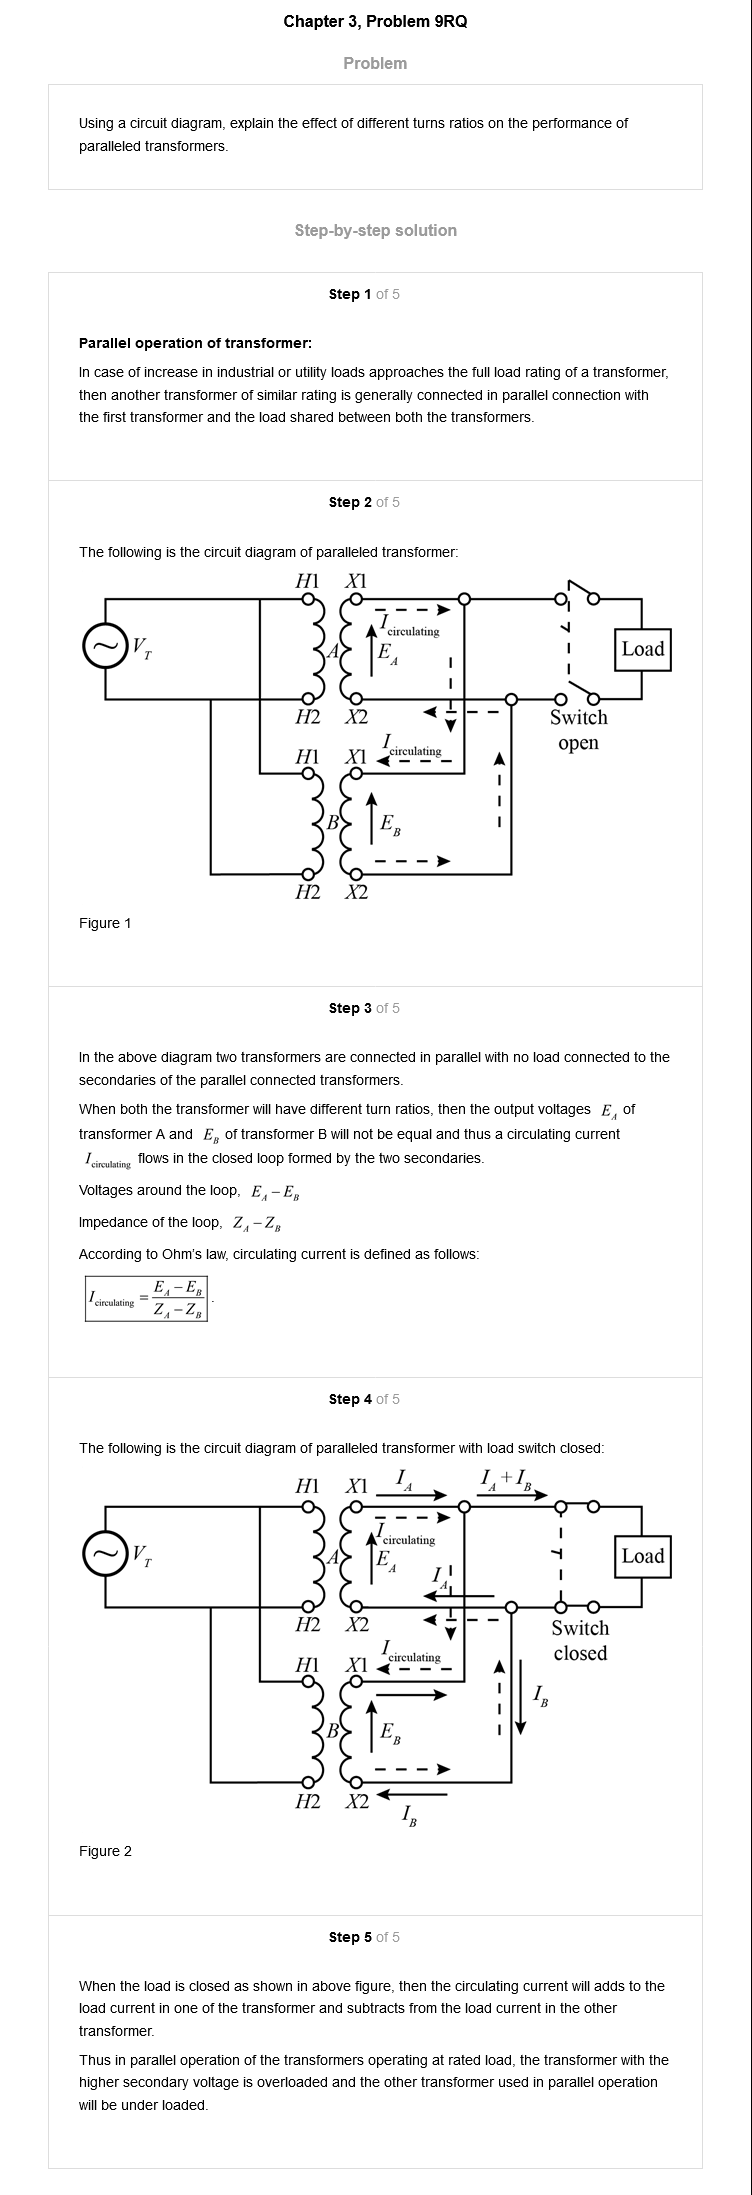 Chapter 3, Problem 9RQ
Problem
Using a circuit diagram, explain the effect of different turns ratios on the performance of
paralleled transformers.
Step-by-step solution
Step 1 of 5
Parallel operation of transformer:
In case of increase in industrial or utility loads approaches the full load rating of a transformer,
then another transformer of similar rating is generally connected in parallel connection with
the first transformer and the load shared between both the transformers.
Step 2 of 5
The following is the circuit diagram of paralleled transformer:
H1 X1
I circulating
V_T
A
E_A
Load
H2 X2
Switch
open
I circulating
H1 X1
B
E_B
H2 X2
Figure 1
Step 3 of 5
In the above diagram two transformers are connected in parallel with no load connected to the
secondaries of the parallel connected transformers.
When both the transformer will have different turn ratios, then the output voltages E_A of
transformer A and E_B of transformer B will not be equal and thus a circulating current
I circulating flows in the closed loop formed by the two secondaries.
Voltages around the loop, E_A − E_B
Impedance of the loop, Z_A − Z_B
According to Ohm's law, circulating current is defined as follows:
I circulating = (E_A − E_B) / (Z_A − Z_B).
Step 4 of 5
The following is the circuit diagram of paralleled transformer with load switch closed:
H1 X1 I_A I_A + I_B
I circulating
V_T
A
E_A
Load
I_A
H2 X2
Switch
closed
I circulating
H1 X1
I_B
B
E_B
H2 X2
I_B
Figure 2
Step 5 of 5
When the load is closed as shown in above figure, then the circulating current will adds to the
load current in one of the transformer and subtracts from the load current in the other
transformer.
Thus in parallel operation of the transformers operating at rated load, the transformer with the
higher secondary voltage is overloaded and the other transformer used in parallel operation
will be under loaded.